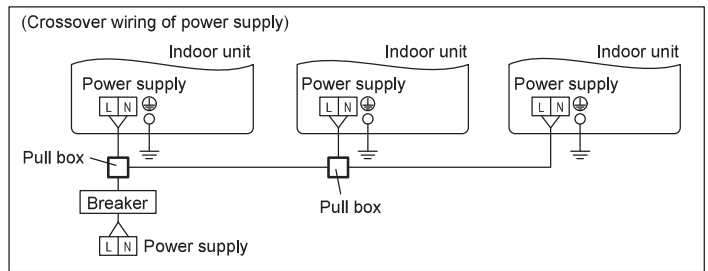 (Crossover wiring of power supply)
Indoor unit
Indoor unit
Indoor unit
Power supply
Power supply
Power supply
L N
L N
L N
Pull box
Breaker
Pull box
L N Power supply